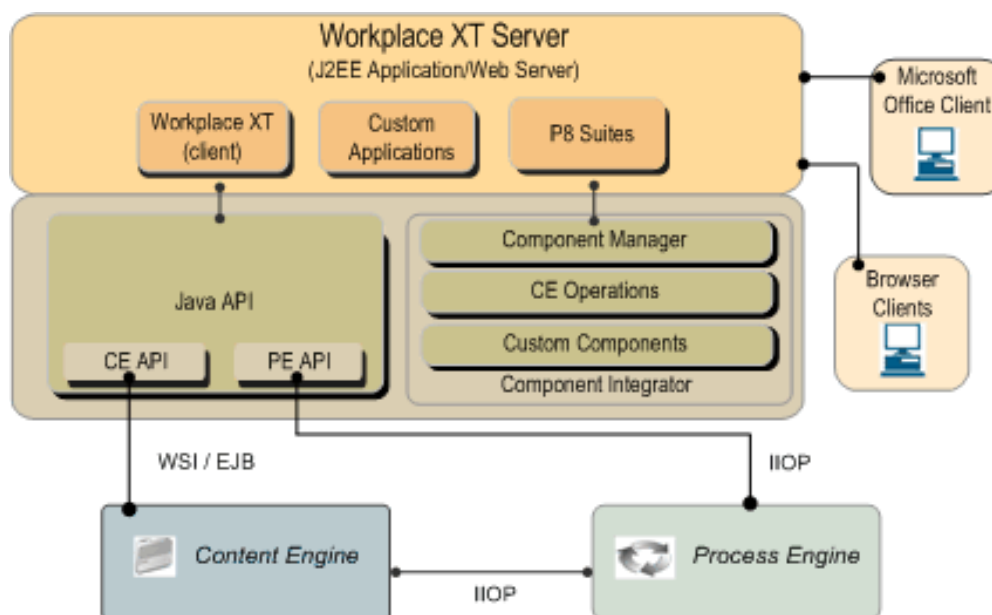 Workplace XT Server
(J2EE Application/Web Server)
Workplace XT
(client)
Custom
Applications
P8 Suites
Microsoft
Office Client
Browser
Clients
Java API
CE API
PE API
Component Manager
CE Operations
Custom Components
Component Integrator
WSI / EJB
IIOP
Content Engine
Process Engine
IIOP